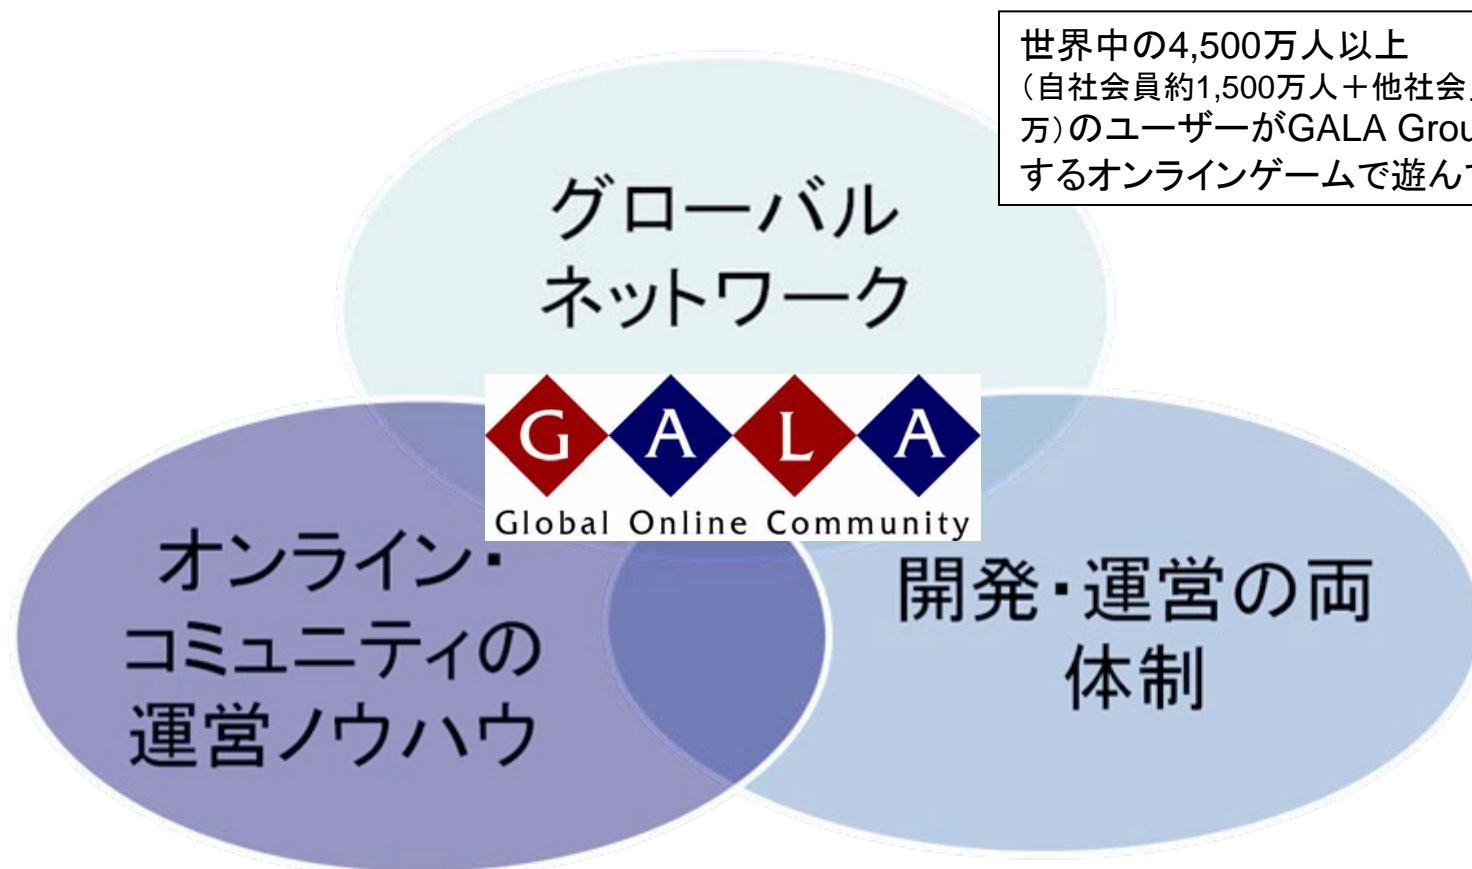 世界中の4,500万人以上
（自社会員約1,500万人＋他社会
万）のユーザーがGALA Grou
するオンラインゲームで遊んで
グローバル
ネットワーク
GALA
Global Online Community
オンライン・
コミュニティの
運営ノウハウ
開発・運営の両
体制